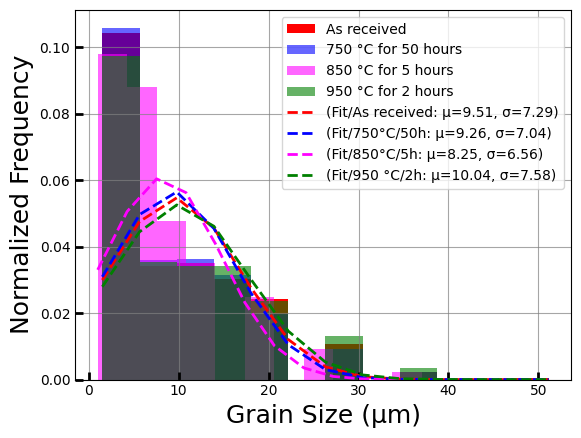 As received
750 °C for 50 hours
850 °C for 5 hours
950 °C for 2 hours
(Fit/As received: μ=9.51, σ=7.29)
(Fit/750°C/50h: μ=9.26, σ=7.04)
(Fit/850°C/5h: μ=8.25, σ=6.56)
(Fit/950 °C/2h: μ=10.04, σ=7.58)
Normalized Frequency
0.10
0.08
0.06
0.04
0.02
0.00
0 10 20 30 40 50
Grain Size (μm)